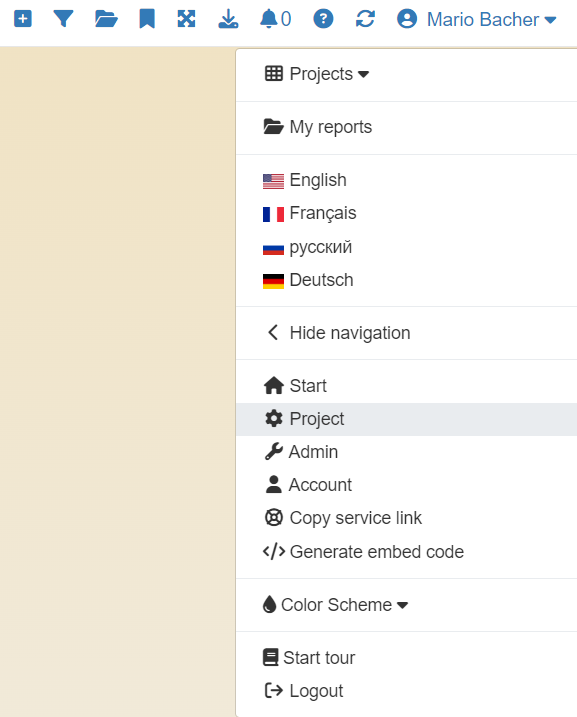 0 Mario Bacher
Projects
My reports
English
Français
русский
Deutsch
Hide navigation
Start
Project
Admin
Account
Copy service link
Generate embed code
Color Scheme
Start tour
Logout